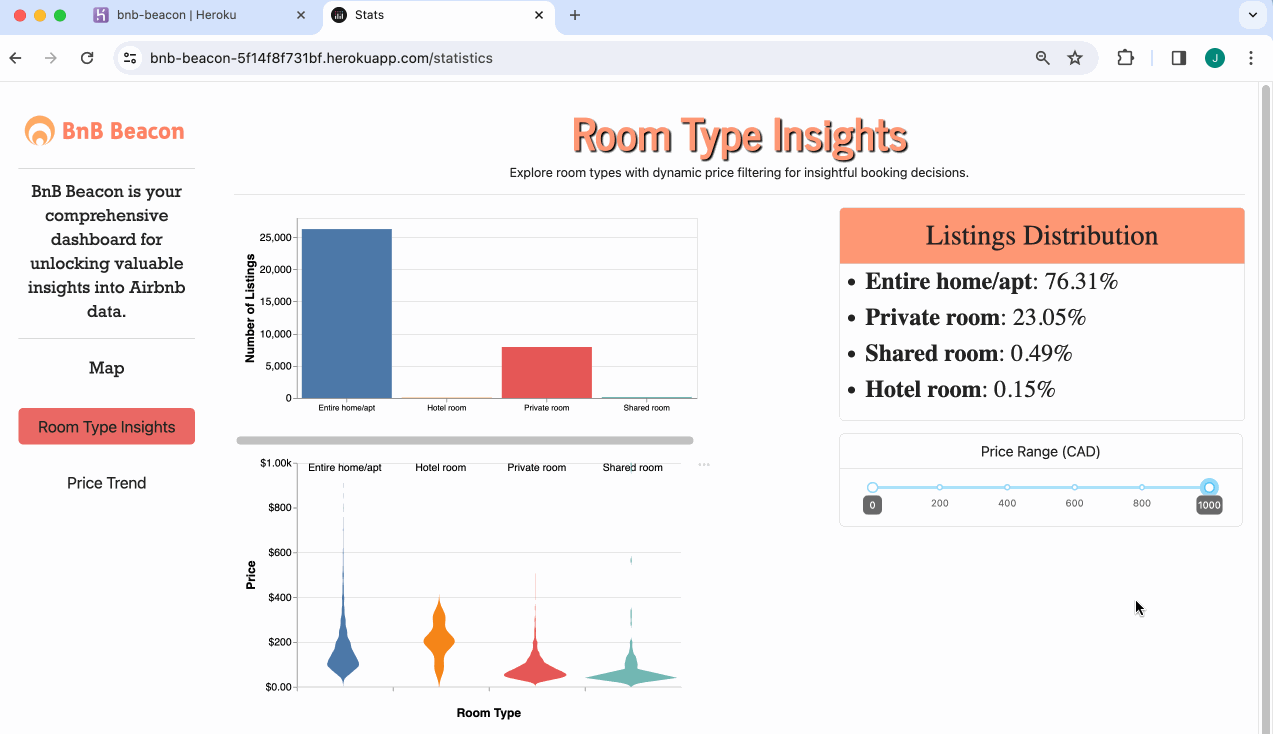 bnb-beacon | Heroku
Stats
bnb-beacon-5f14f8f731bf.herokuapp.com/statistics
J
BnB Beacon
BnB Beacon is your
comprehensive
dashboard for
unlocking valuable
insights into Airbnb
data.
Map
Room Type Insights
Price Trend
Room Type Insights
Explore room types with dynamic price filtering for insightful booking decisions.
Number of Listings
25,000
20,000
15,000
10,000
5,000
0
Entire home/apt Hotel room Private room Shared room
$1.00k
Entire home/apt Hotel room Private room Shared room
$800
$600
$400
$200
$0.00
Price
Room Type
Listings Distribution
• Entire home/apt: 76.31%
• Private room: 23.05%
• Shared room: 0.49%
• Hotel room: 0.15%
Price Range (CAD)
0 200 400 600 800 1000